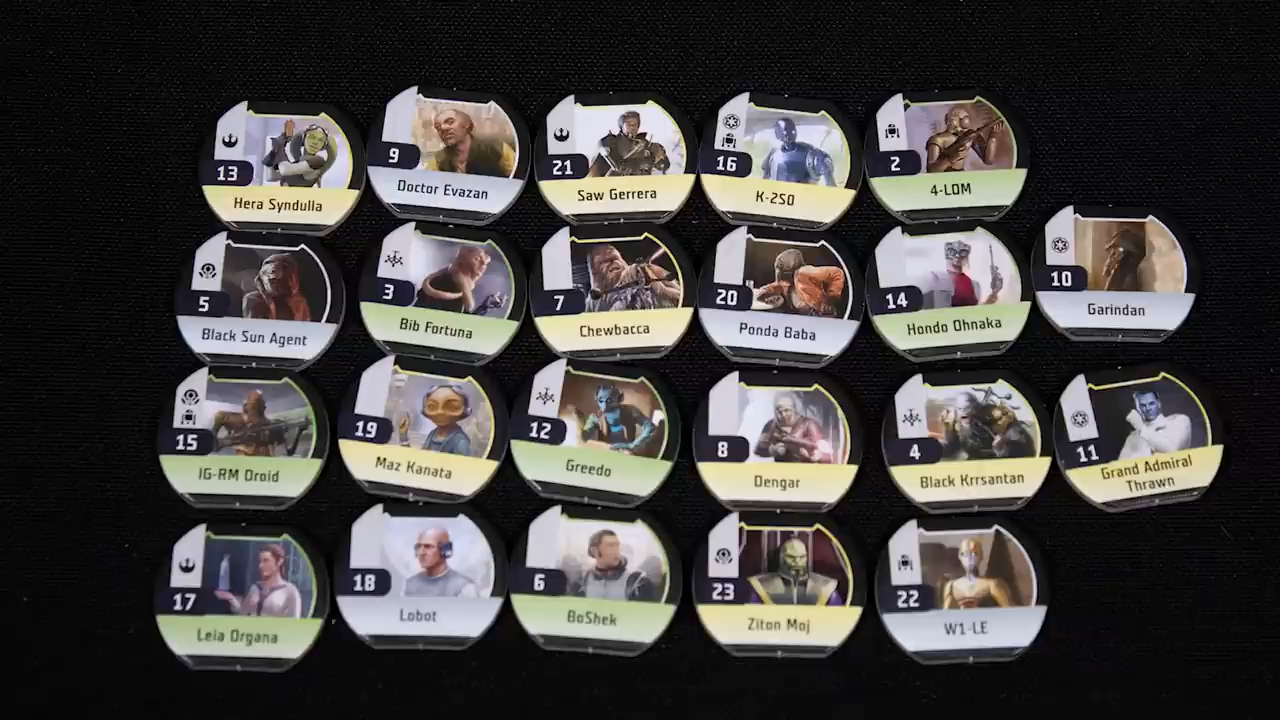 13
Hera Syndulla
9
Doctor Evazan
21
Saw Gerrera
16
K-2SO
2
4-LOM
5
Black Sun Agent
3
Bib Fortuna
7
Chewbacca
20
Ponda Baba
14
Hondo Ohnaka
10
Garindan
15
IG-RM Droid
19
Maz Kanata
12
Greedo
8
Dengar
4
Black Krrsantan
11
Grand Admiral
Thrawn
17
Leia Organa
18
Lobot
6
BoShek
23
Ziton Moj
22
W1-LE